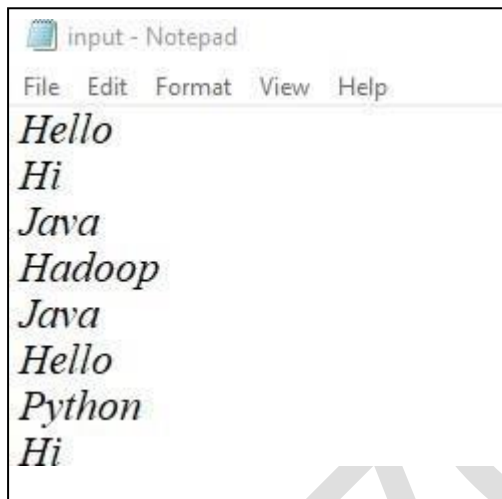 input - Notepad
File Edit Format View Help
Hello
Hi
Java
Hadoop
Java
Hello
Python
Hi